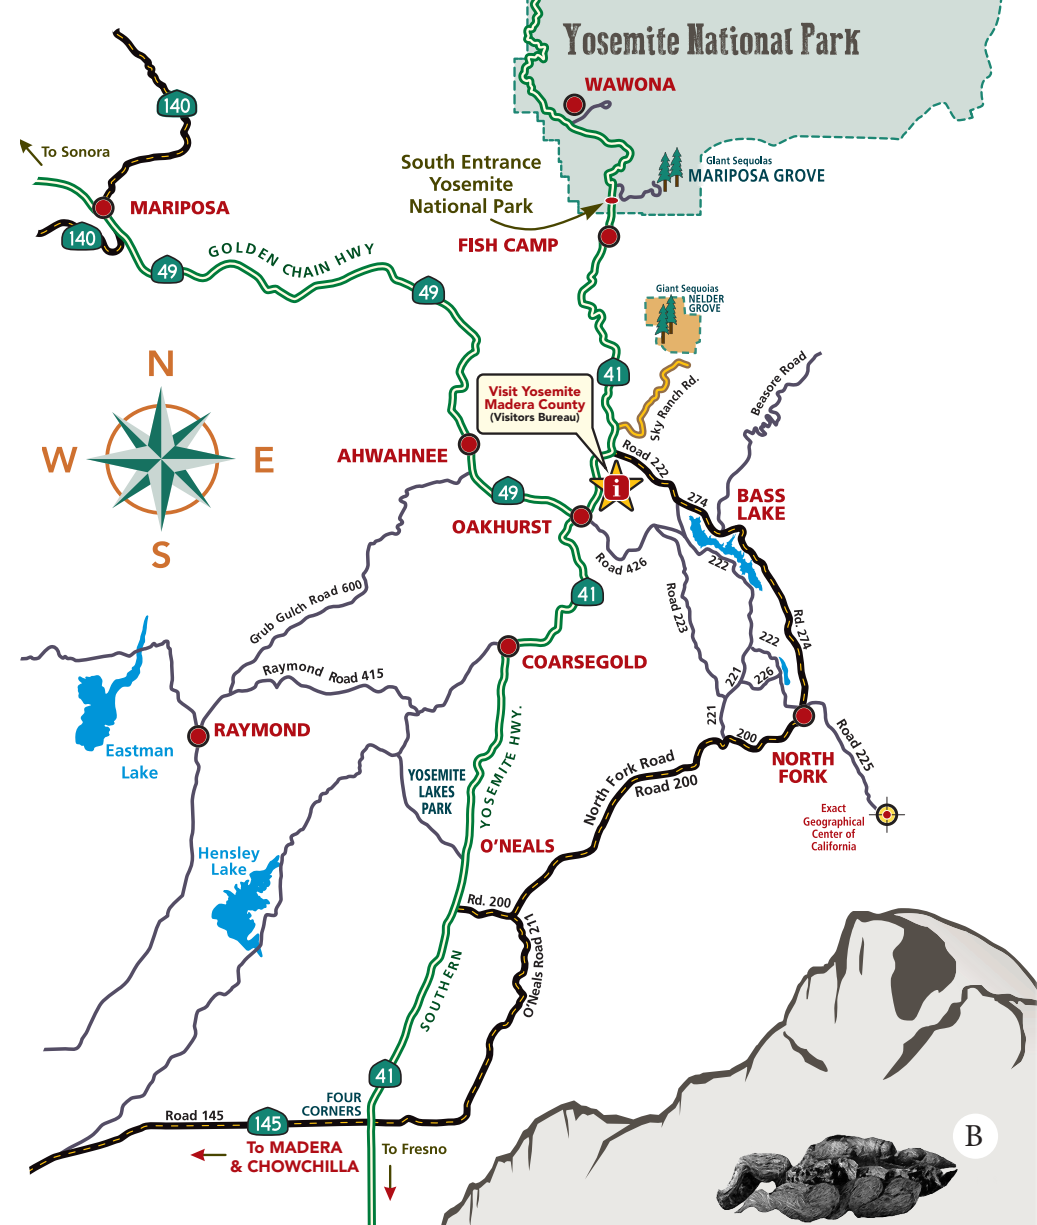 Yosemite National Park
WAWONA
140
To Sonora
Giant Sequoias
MARIPOSA GROVE
South Entrance
Yosemite
National Park
MARIPOSA
140
FISH CAMP
GOLDEN CHAIN HWY
49
49
Giant Sequoias
NELDER
GROVE
N
W
E
S
41
Visit Yosemite
Madera County
(Visitors Bureau)
i
Sky Ranch Rd.
Beasore Road
AHWAHNEE
Road 222
49
274
BASS
LAKE
OAKHURST
Road 426
222
41
Grub Gulch Road 600
Road 223
Rd. 274
222
COARSEGOLD
Raymond Road 415
221
226
RAYMOND
221
200
Eastman
Lake
NORTH
FORK
Road 225
YOSEMITE HWY.
YOSEMITE
LAKES
PARK
North Fork Road
Road 200
Exact
Geographical
Center of
California
O'NEALS
Hensley
Lake
Rd. 200
O'Neals Road 211
SOUTHERN
41
FOUR
CORNERS
Road 145
145
To MADERA
& CHOWCHILLA
To Fresno
B